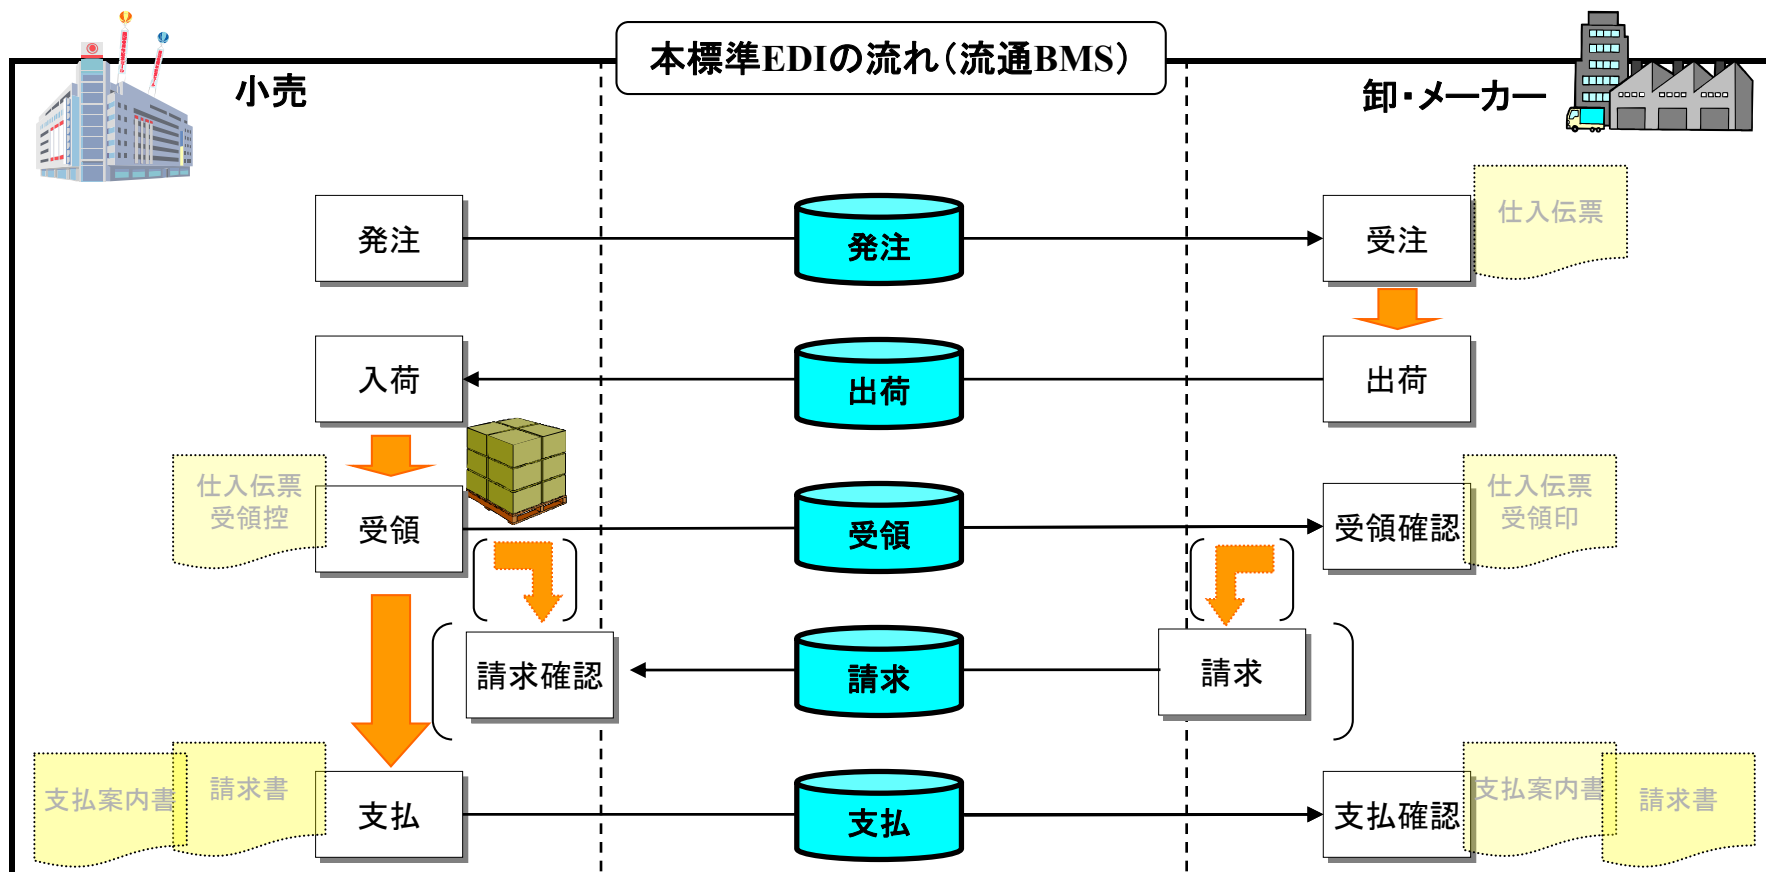 本標準EDIの流れ（流通BMS）
小売
卸・メーカー
発注
発注
受注
仕入伝票
入荷
出荷
出荷
仕入伝票
受領控
受領
受領
受領確認
仕入伝票
受領印
請求確認
請求
請求
支払案内書
請求書
支払
支払
支払確認
支払案内書
請求書